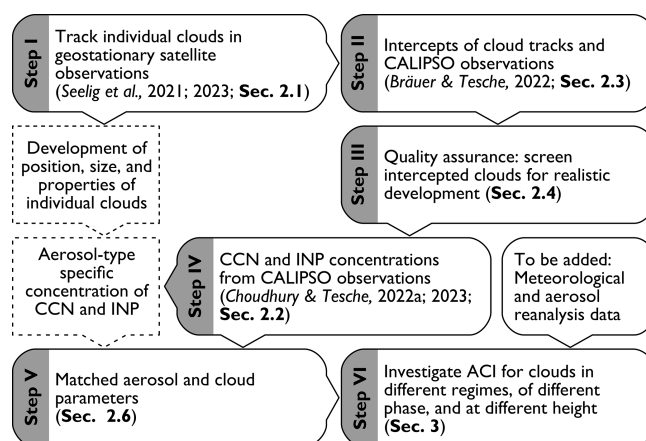 Step I
Track individual clouds in
geostationary satellite
observations
(Seelig et al., 2021; 2023; Sec. 2.1)
Step II
Intercepts of cloud tracks and
CALIPSO observations
(Bräuer & Tesche, 2022; Sec. 2.3)
Development of
position, size, and
properties of
individual clouds
Step III
Quality assurance: screen
intercepted clouds for realistic
development (Sec. 2.4)
Aerosol-type
specific
concentration of
CCN and INP
Step IV
CCN and INP concentrations
from CALIPSO observations
(Choudhury & Tesche, 2022a; 2023;
Sec. 2.2)
To be added:
Meteorological
and aerosol
reanalysis data
Step V
Matched aerosol and cloud
parameters
(Sec. 2.6)
Step VI
Investigate ACI for clouds in
different regimes, of different
phase, and at different height
(Sec. 3)